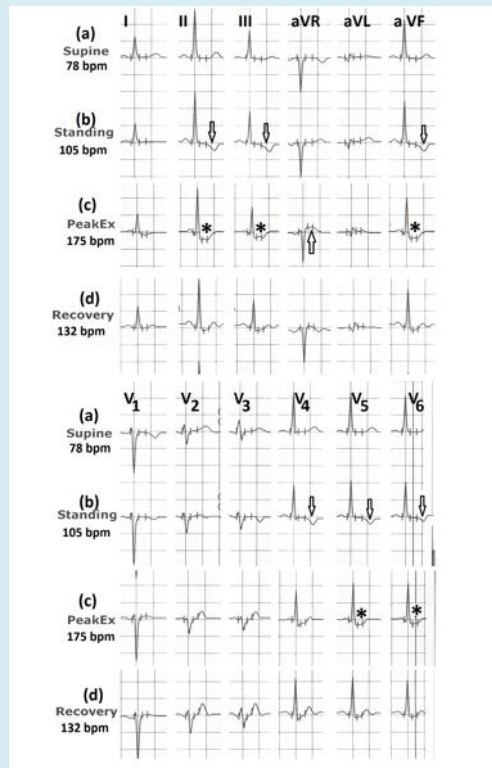 I II III aVR aVL aVF
(a)
Supine
78 bpm
(b)
Standing
105 bpm
(c)
PeakEx
175 bpm
* * *
(d)
Recovery
132 bpm
V1 V2 V3 V4 V5 V6
(a)
Supine
78 bpm
(b)
Standing
105 bpm
(c)
PeakEx
175 bpm
* *
(d)
Recovery
132 bpm